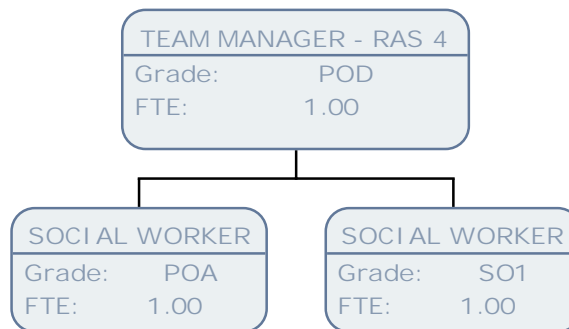 TEAM MANAGER - RAS 4
Grade: POD
FTE: 1.00
SOCIAL WORKER
Grade: POA
FTE: 1.00
SOCIAL WORKER
Grade: SO1
FTE: 1.00